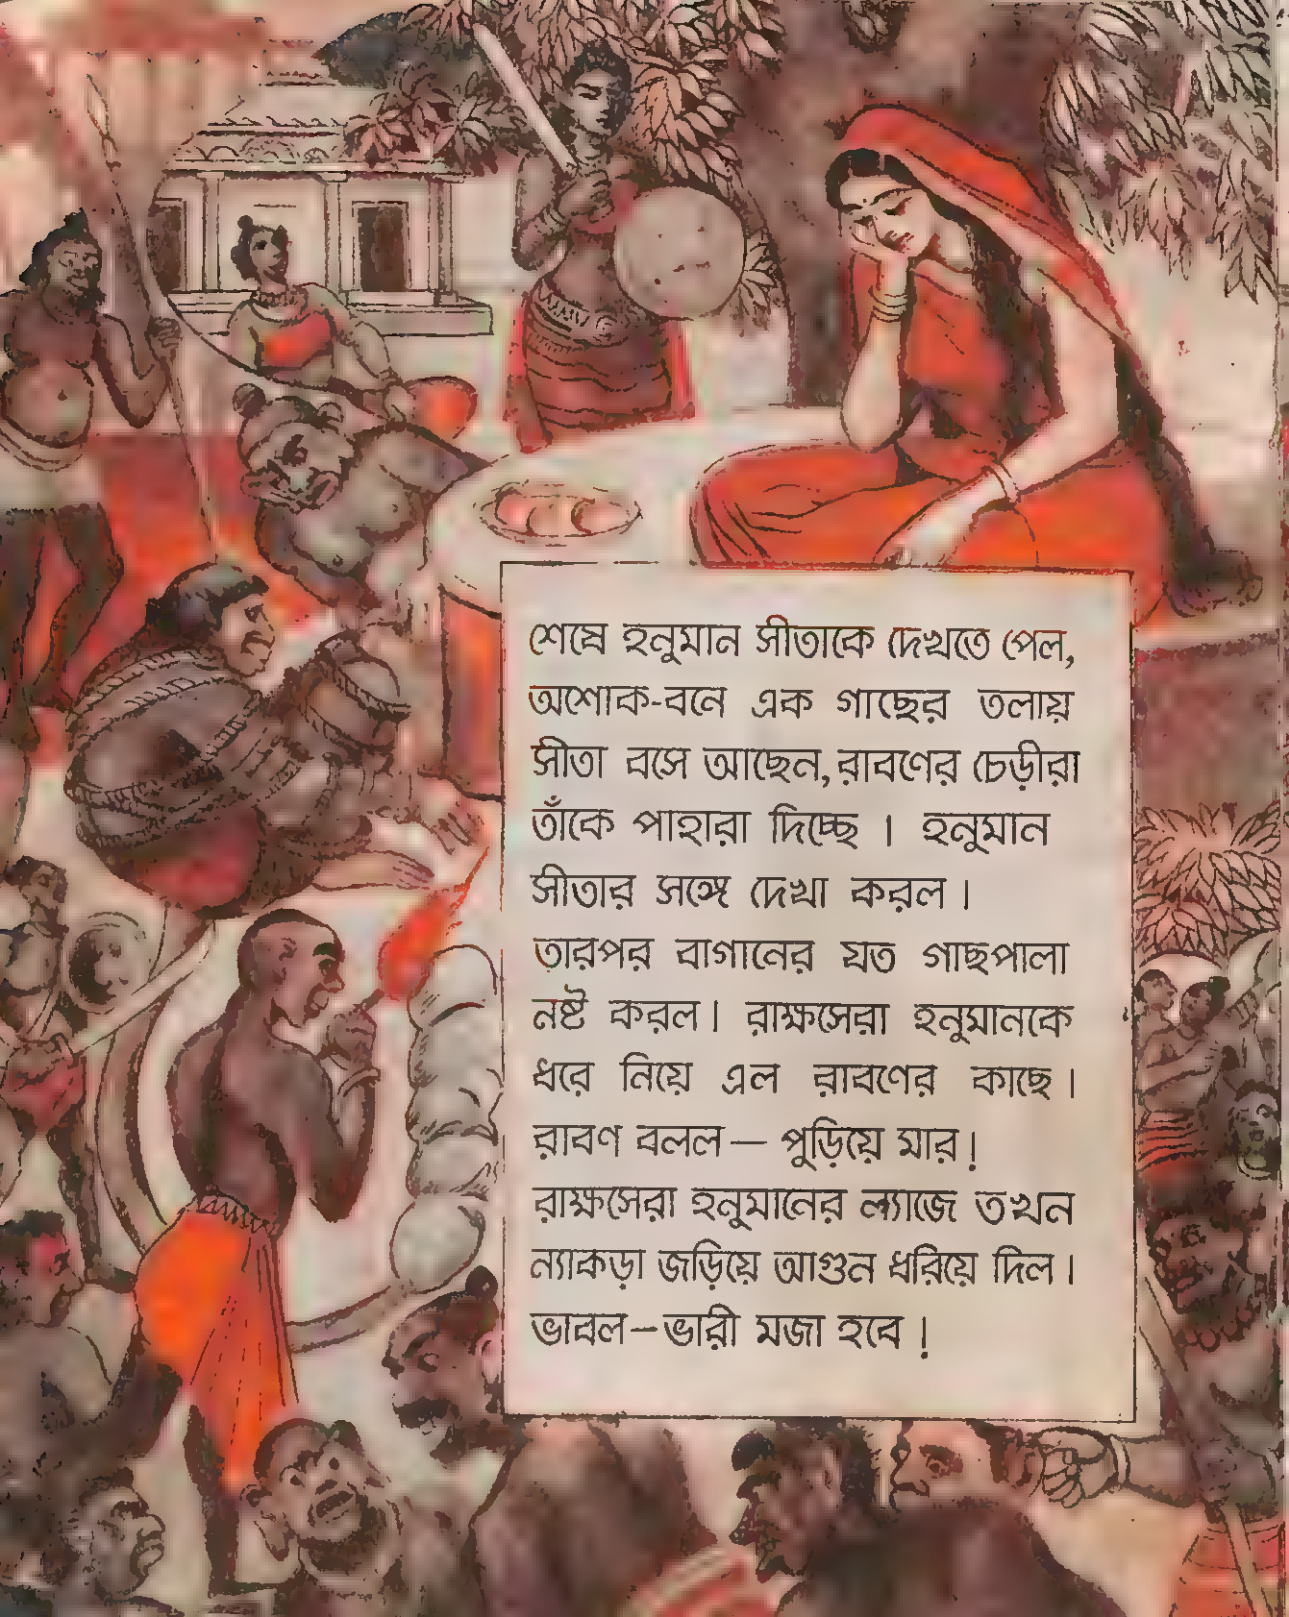 শেষে হনুমান সীতাকে দেখতে পেল,
অশোক-বনে এক গাছের তলায়
সীতা বসে আছেন, রাবণের চেড়ীরা
তাঁকে পাহারা দিচ্ছে । হনুমান
সীতার সঙ্গে দেখা করল ।
তারপর বাগানের যত গাছপালা
নষ্ট করল । রাক্ষসেরা হনুমানকে
ধরে নিয়ে এল রাবণের কাছে ।
রাবণ বলল — পুড়িয়ে মার !
রাক্ষসেরা হনুমানের ল্যাজে তখন
ন্যাকড়া জড়িয়ে আগুন ধরিয়ে দিল ।
ভাবল — ভারী মজা হবে !